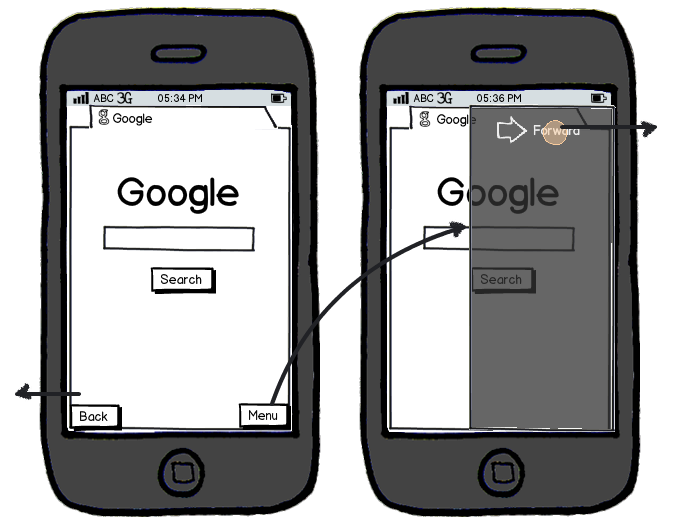 ABC 3G 05:34 PM
g Google
Google
Search
Back
Menu
ABC 3G 05:36 PM
g Google
Forward
Google
Search